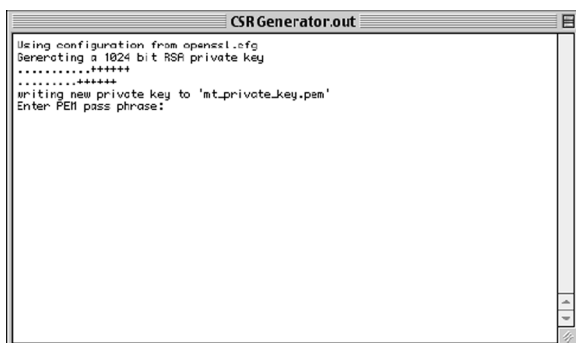 CSRGenerator.out
Using configuration from openssl.cfg
Generating a 1024 bit RSA private key
...........++++++
.........++++++
writing new private key to 'mt_private_key.pem'
Enter PEM pass phrase: